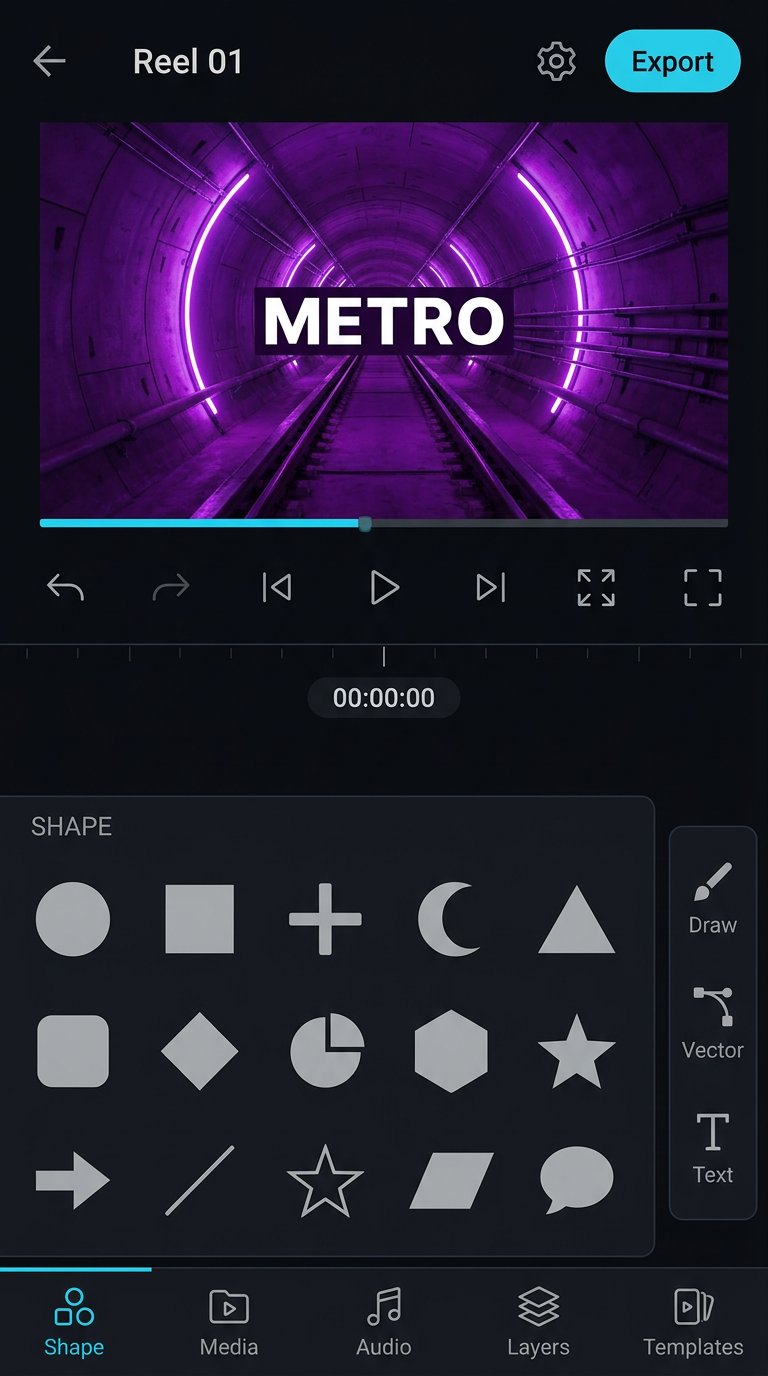 Reel 01
Export
METRO
00:00:00
SHAPE
Draw
Vector
Text
Shape
Media
Audio
Layers
Templates